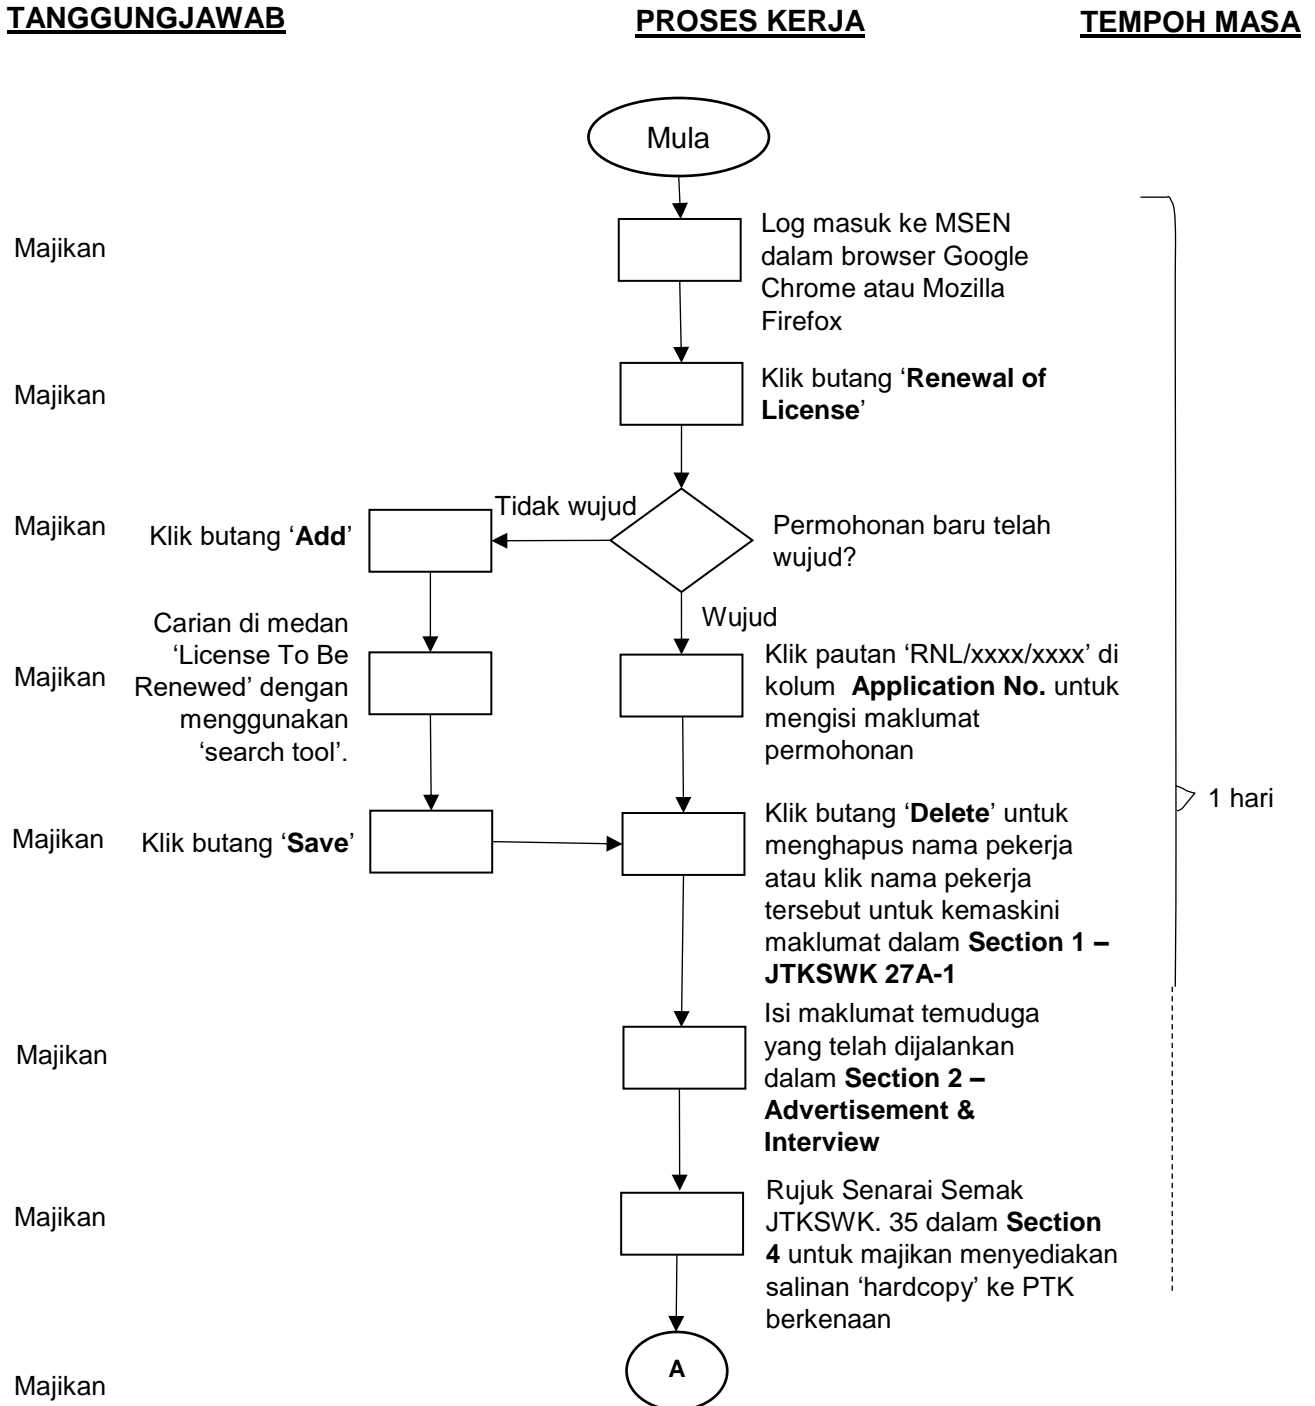 TANGGUNGJAWAB
PROSES KERJA
TEMPOH MASA
Mula
Majikan
Log masuk ke MSEN
dalam browser Google
Chrome atau Mozilla
Firefox
Majikan
Klik butang ‘Renewal of
License’
Majikan
Klik butang ‘Add’
Tidak wujud
Permohonan baru telah
wujud?
Wujud
Majikan
Carian di medan
‘License To Be
Renewed’ dengan
menggunakan
‘search tool’.
Klik pautan ‘RNL/xxxx/xxxx’ di
kolum Application No. untuk
mengisi maklumat
permohonan
1 hari
Majikan
Klik butang ‘Save’
Klik butang ‘Delete’ untuk
menghapus nama pekerja
atau klik nama pekerja
tersebut untuk kemaskini
maklumat dalam Section 1 –
JTKSWK 27A-1
Majikan
Isi maklumat temuduga
yang telah dijalankan
dalam Section 2 –
Advertisement &
Interview
Majikan
Rujuk Senarai Semak
JTKSWK. 35 dalam Section
4 untuk majikan menyediakan
salinan ‘hardcopy’ ke PTK
berkenaan
A
Majikan